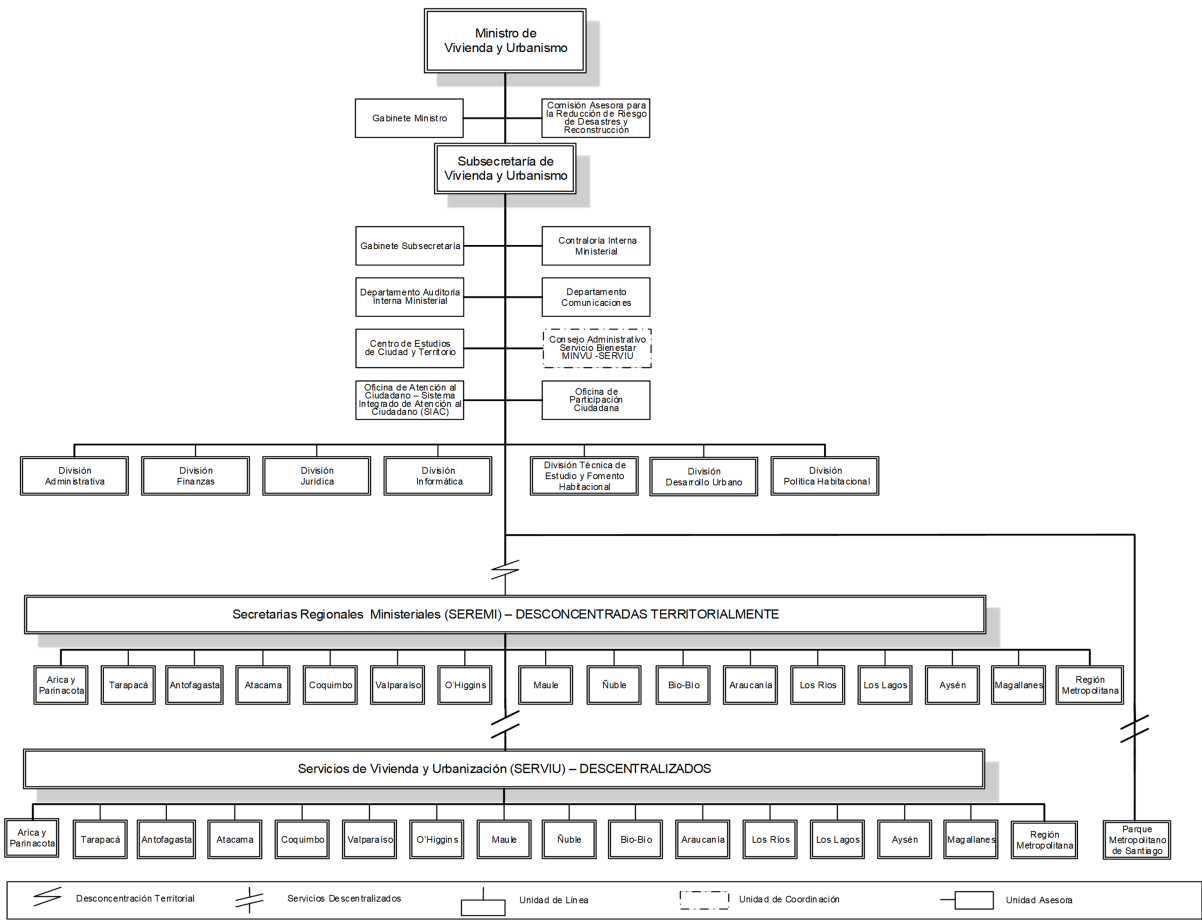 Ministro de
Vivienda y Urbanismo
Gabinete Ministro
Comisión Asesora para
la Reducción de Riesgo
de Desastres y
Reconstrucción
Subsecretaría de
Vivienda y Urbanismo
Gabinete Subsecretaria
Contraloría Interna
Ministerial
Departamento Auditoría
Interna Ministerial
Departamento
Comunicaciones
Centro de Estudios
de Ciudad y Territorio
Consejo Administrativo
Servicio Bienestar
MINVU -SERVIU
Oficina de Atención al
Ciudadano – Sistema
Integrado de Atención al
Ciudadano (SIAC)
Oficina de
Participación
Ciudadana
División
Administrativa
División
Finanzas
División
Jurídica
División
Informática
División Técnica de
Estudio y Fomento
Habitacional
División
Desarrollo Urbano
División
Política Habitacional
Secretarias Regionales Ministeriales (SEREMI) – DESCONCENTRADAS TERRITORIALMENTE
Arica y
Parinacota
Tarapacá
Antofagasta
Atacama
Coquimbo
Valparaíso
O'Higgins
Maule
Ñuble
Bio-Bío
Araucanía
Los Ríos
Los Lagos
Aysén
Magallanes
Región
Metropolitana
Servicios de Vivienda y Urbanización (SERVIU) – DESCENTRALIZADOS
Arica y
Parinacota
Tarapacá
Antofagasta
Atacama
Coquimbo
Valparaíso
O'Higgins
Maule
Ñuble
Bio-Bío
Araucanía
Los Ríos
Los Lagos
Aysén
Magallanes
Región
Metropolitana
Parque
Metropolitano
de Santiago
Desconcentración Territorial
Servicios Descentralizados
Unidad de Línea
Unidad de Coordinación
Unidad Asesora